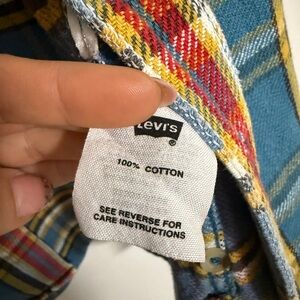 Levi's
100% COTTON
SEE REVERSE FOR
CARE INSTRUCTIONS